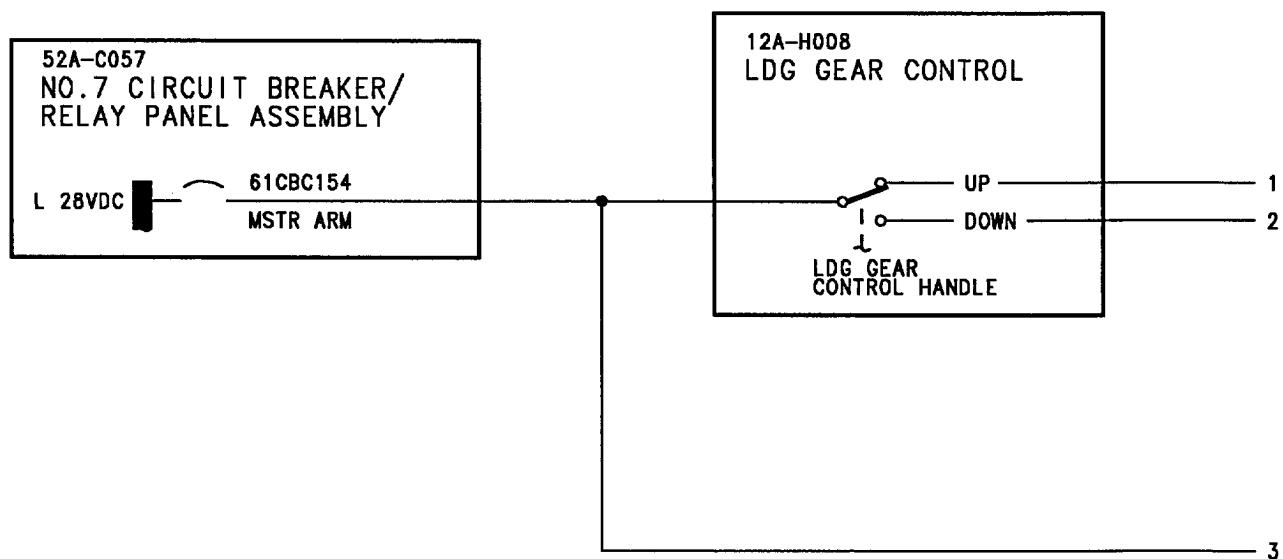 52A-C057
NO.7 CIRCUIT BREAKER/
RELAY PANEL ASSEMBLY
L 28VDC
61CBC154
MSTR ARM
12A-H008
LDG GEAR CONTROL
UP
1
DOWN
2
LDG GEAR
CONTROL HANDLE
3